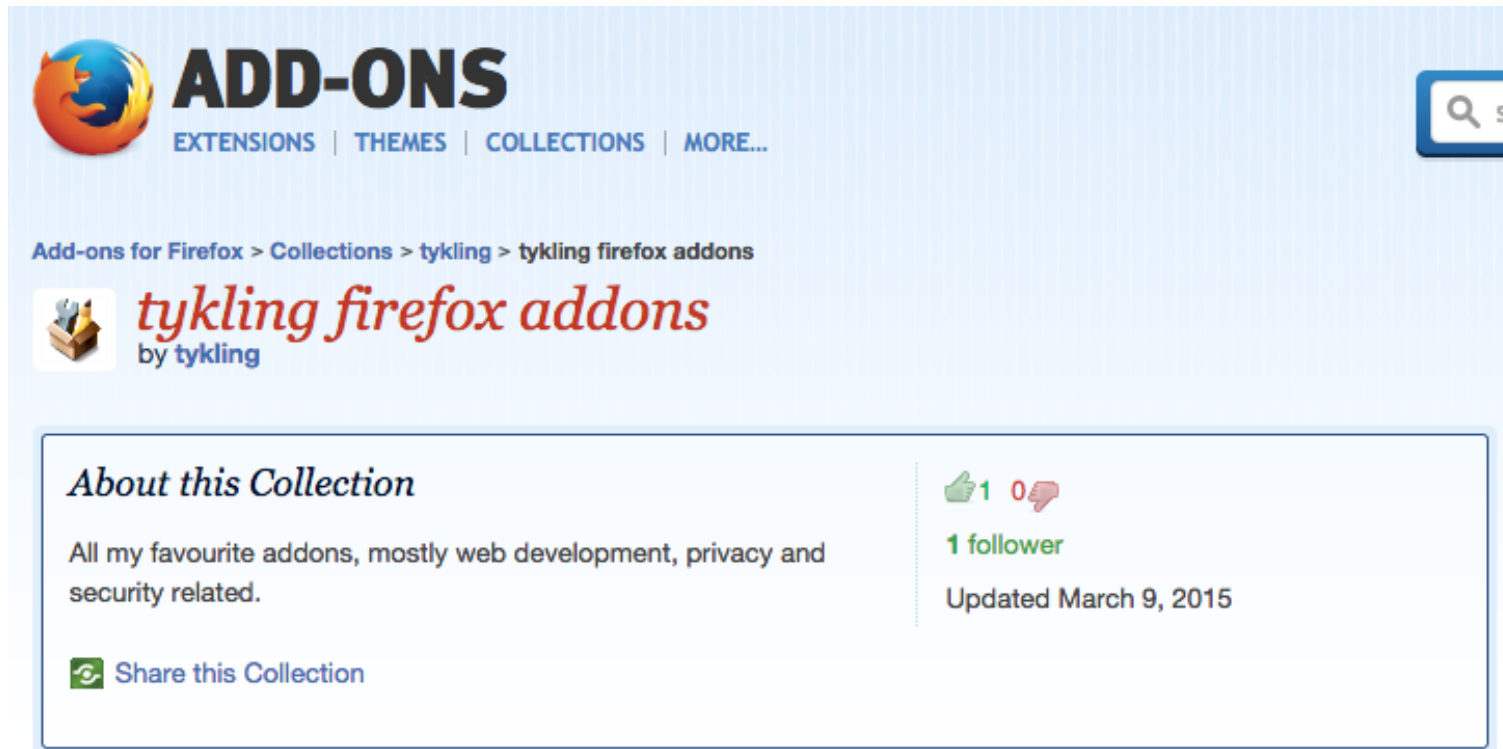 ADD-ONS
EXTENSIONS | THEMES | COLLECTIONS | MORE...
Add-ons for Firefox > Collections > tykling > tykling firefox addons
tykling firefox addons
by tykling
About this Collection
All my favourite addons, mostly web development, privacy and
security related.
Share this Collection
1 0
1 follower
Updated March 9, 2015